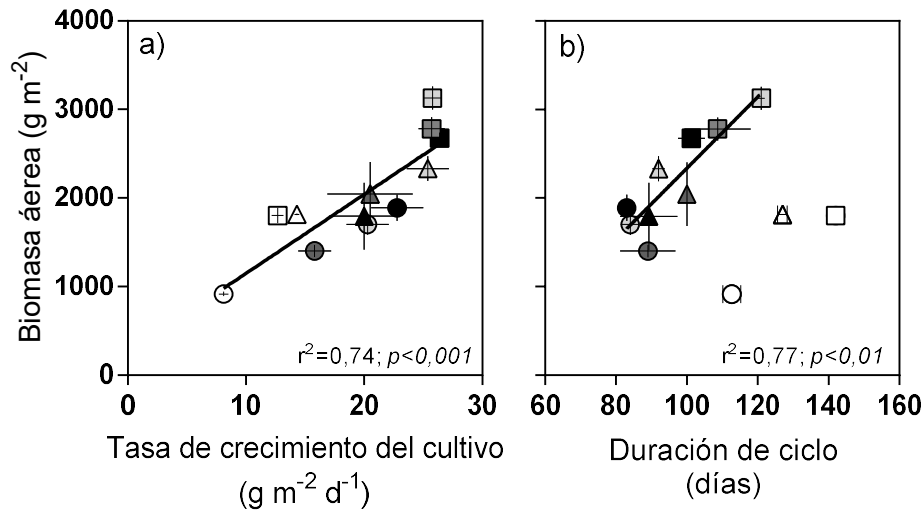 Biomasa áerea (g m⁻²)
4000
3000
2000
1000
0
a)
r²=0,74; p<0,001
0 10 20 30
Tasa de crecimiento del cultivo
(g m⁻² d⁻¹)
b)
r²=0,77; p<0,01
60 80 100 120 140 160
Duración de ciclo
(días)